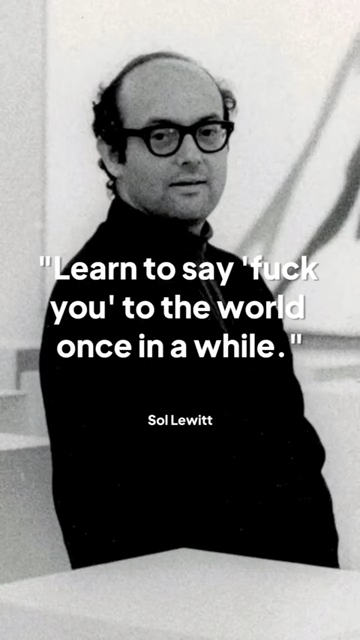 "Learn to say 'fuck
you' to the world
once in a while."
Sol Lewitt